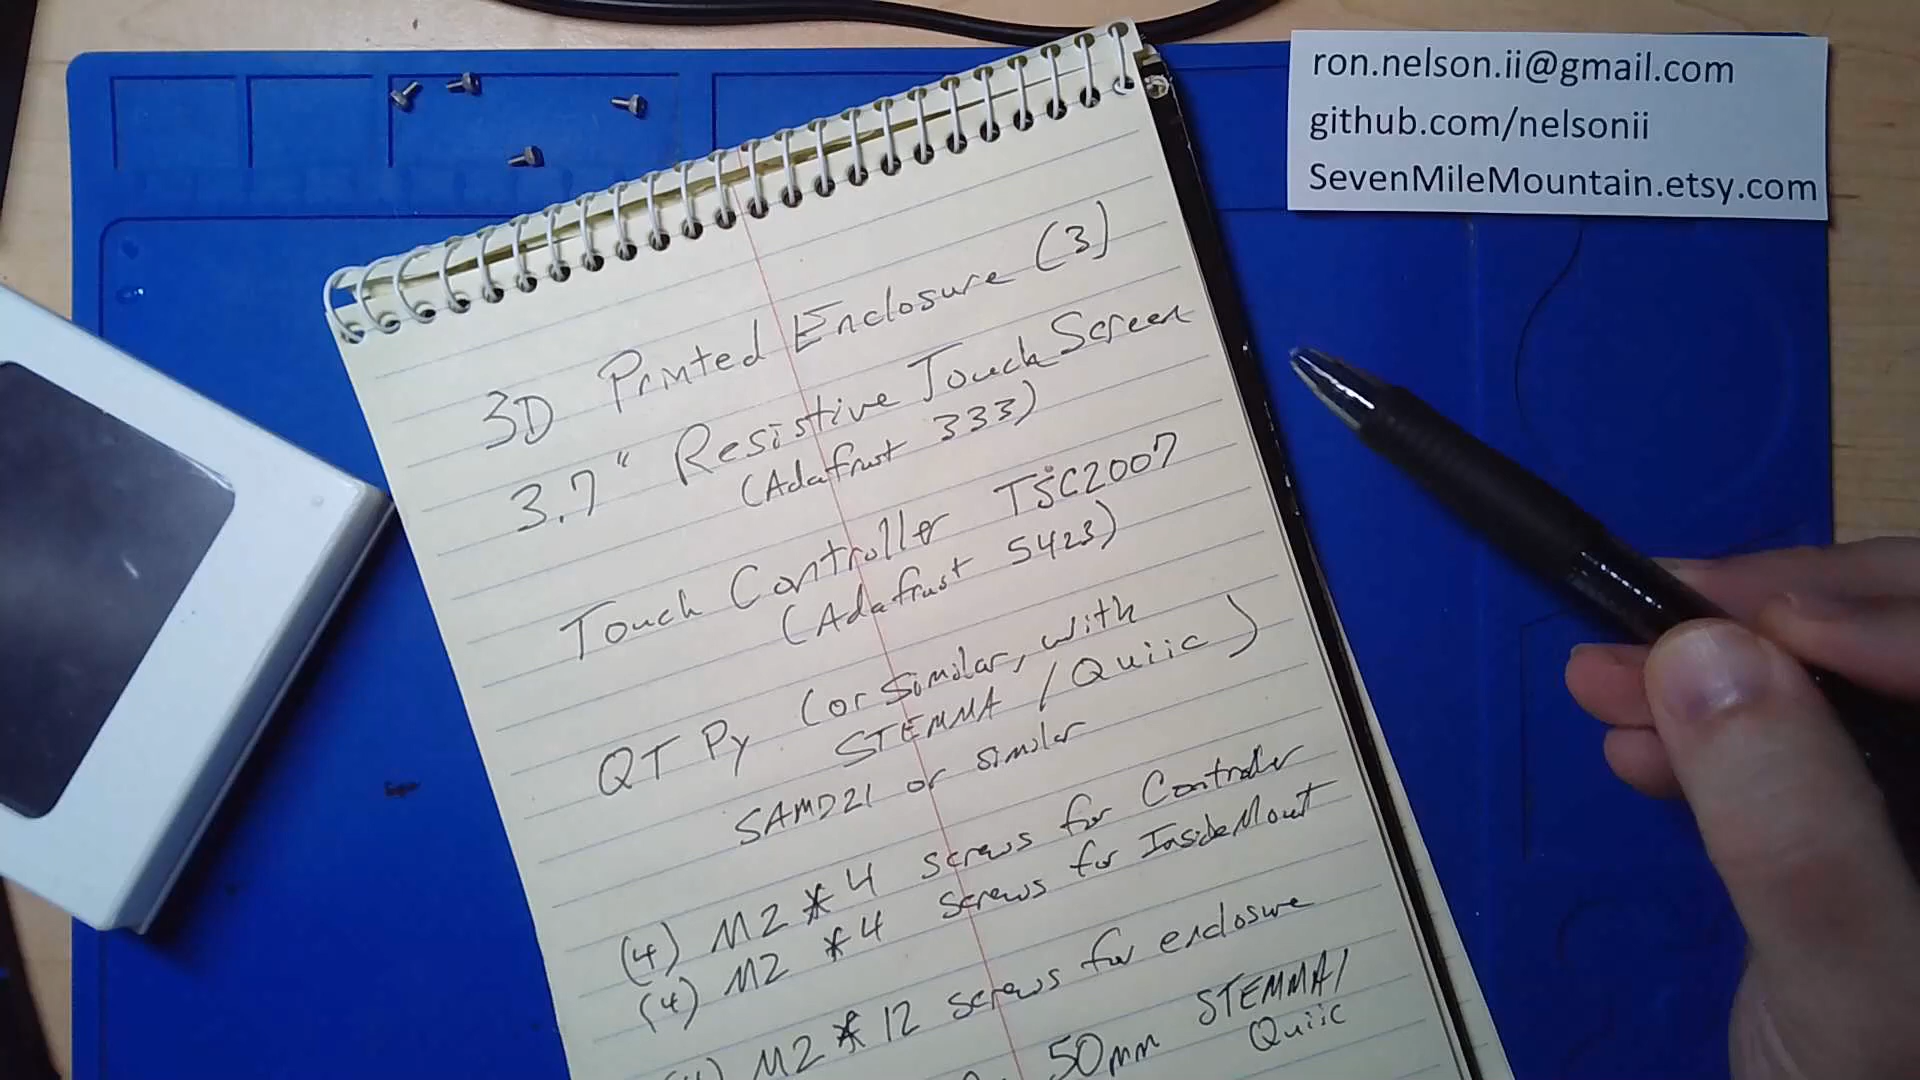 ron.nelson.ii@gmail.com
github.com/nelsonii
SevenMileMountain.etsy.com
3D Printed Enclosure (3)
3.7" Resistive Touch Screen
(Adafruit 333)
Touch Controller TSC2007
(Adafruit 5423)
QT Py (or Similar, with
STEMMA / Quiic)
SAMD21 or similar
(4) M2 * 4 screws for Controller
(4) M2 * 4 screws for Inside Mount
M2 * 12 screws for enclosure
50mm STEMMA/
Quiic